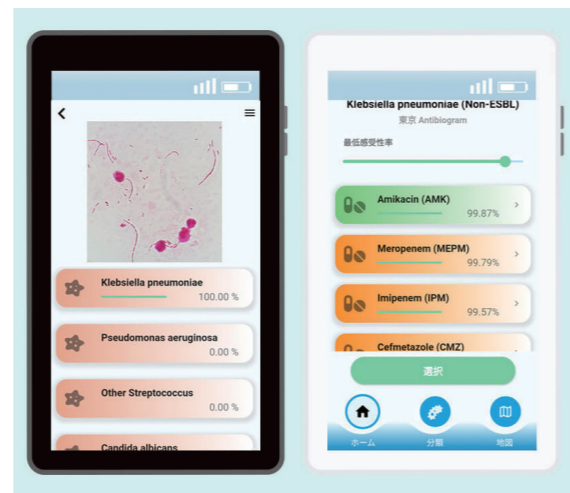 Klebsiella pneumoniae
100.00 %
Pseudomonas aeruginosa
0.00 %
Other Streptococcus
0.00 %
Candida albicans
Klebsiella pneumoniae (Non-ESBL)
東京 Antibiogram
最低感受性率
Amikacin (AMK)
99.87%
Meropenem (MEPM)
99.79%
Imipenem (IPM)
99.57%
Cefmetazole (CMZ)
選択
ホーム
分類
地図